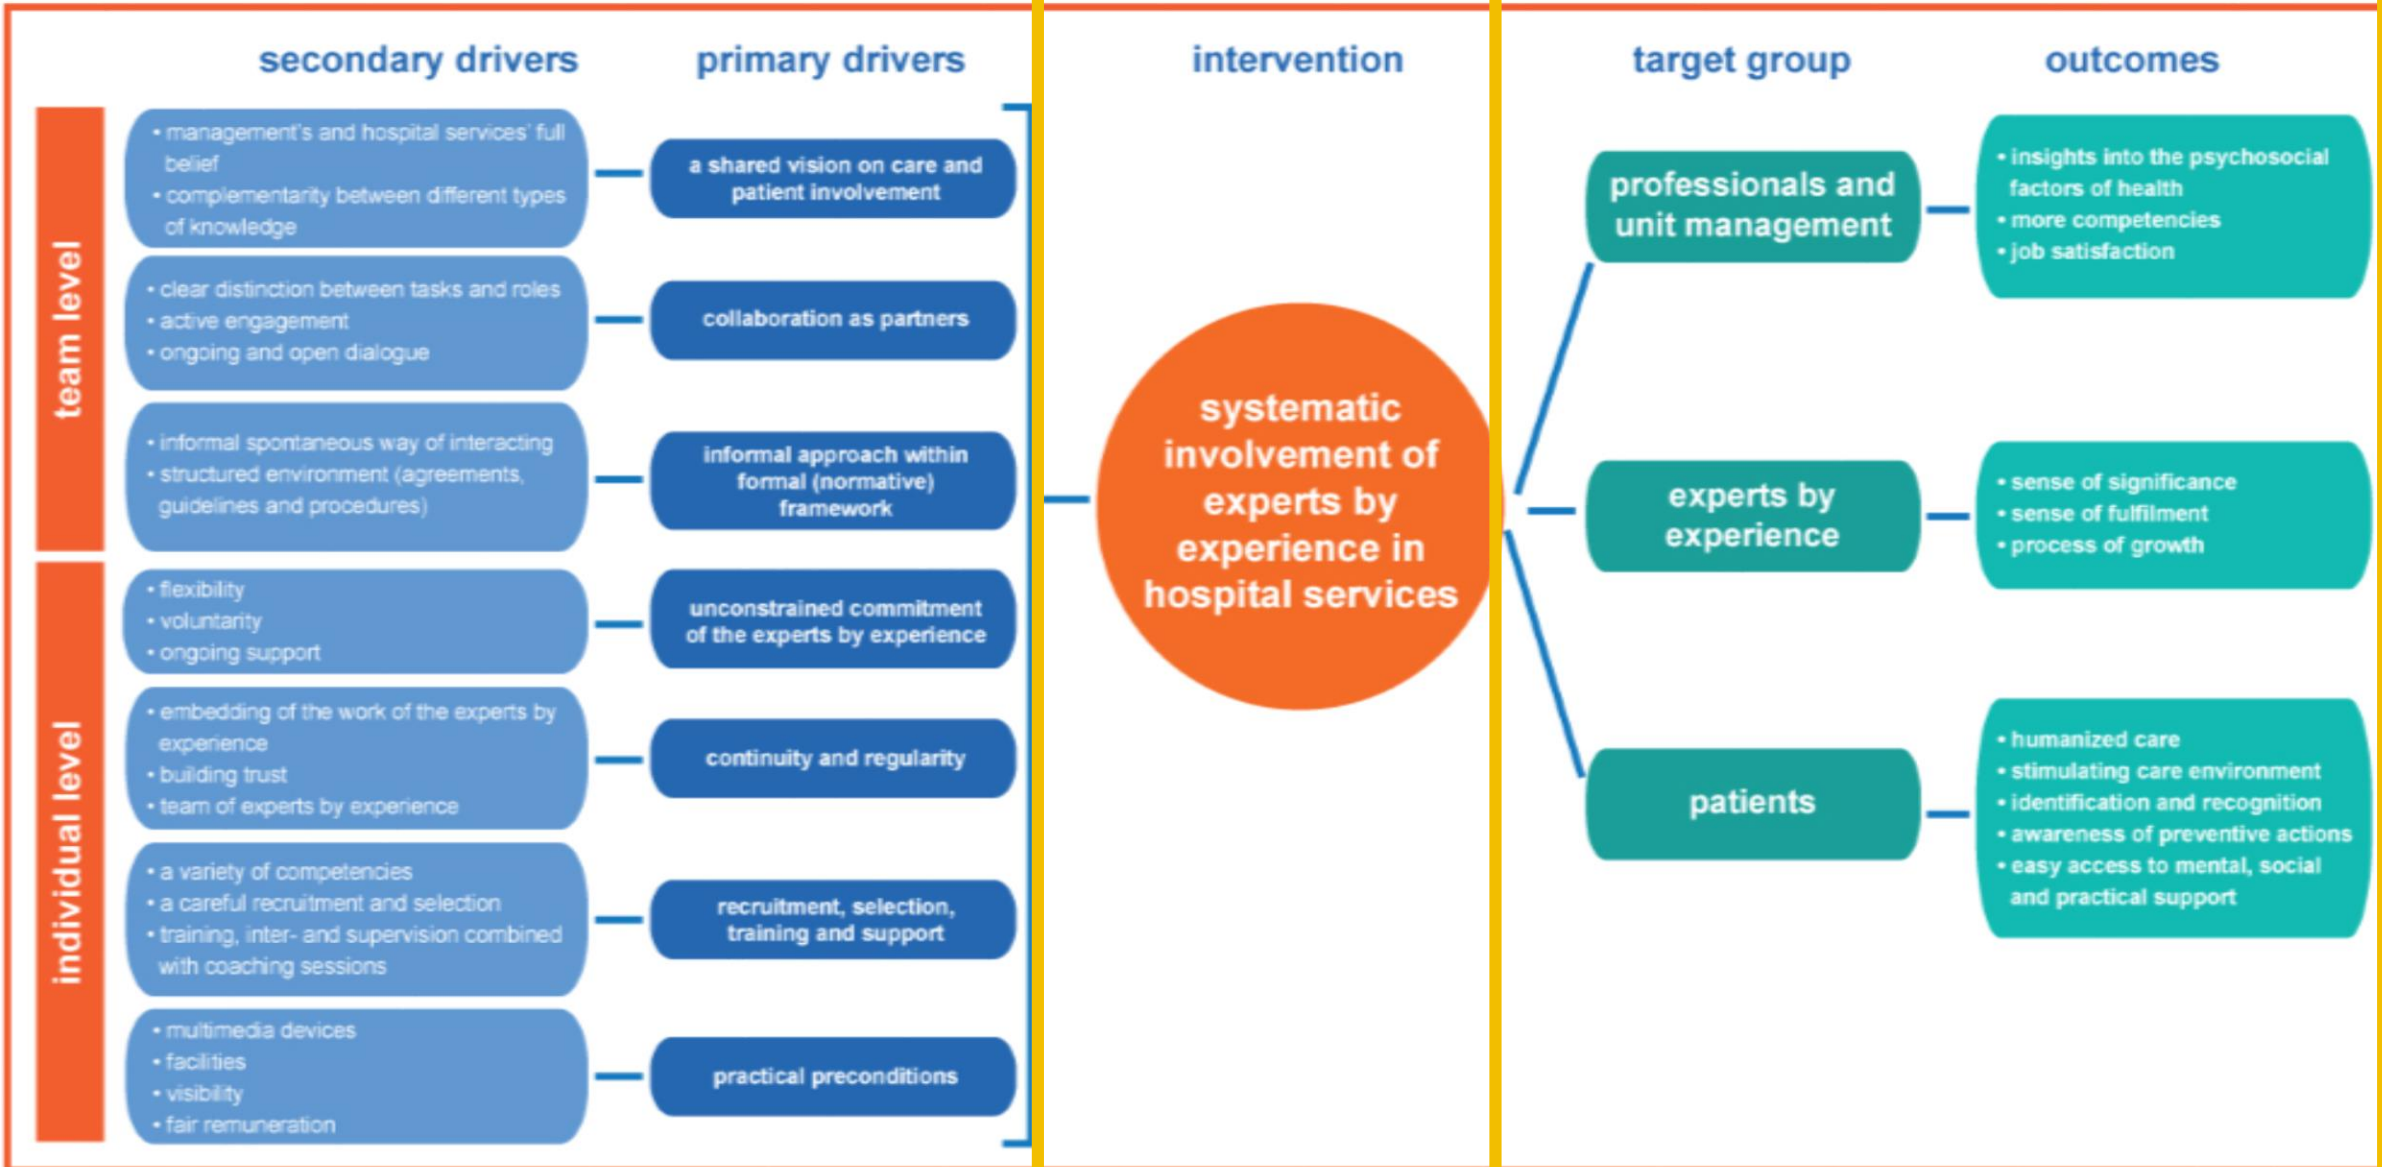 secondary drivers
primary drivers
intervention
target group
outcomes
team level
• management's and hospital services' full
belief
• complementarity between different types
of knowledge
a shared vision on care and
patient involvement
• clear distinction between tasks and roles
• active engagement
• ongoing and open dialogue
collaboration as partners
• informal spontaneous way of interacting
• structured environment (agreements,
guidelines and procedures)
informal approach within
formal (normative)
framework
individual level
• flexibility
• voluntarity
• ongoing support
unconstrained commitment
of the experts by experience
• embedding of the work of the experts by
experience
• building trust
• team of experts by experience
continuity and regularity
• a variety of competencies
• a careful recruitment and selection
• training, inter- and supervision combined
with coaching sessions
recruitment, selection,
training and support
• multimedia devices
• facilities
• visibility
• fair remuneration
practical preconditions
systematic
involvement of
experts by
experience in
hospital services
professionals and
unit management
• insights into the psychosocial
factors of health
• more competencies
• job satisfaction
experts by
experience
• sense of significance
• sense of fulfilment
• process of growth
patients
• humanized care
• stimulating care environment
• identification and recognition
• awareness of preventive actions
• easy access to mental, social
and practical support